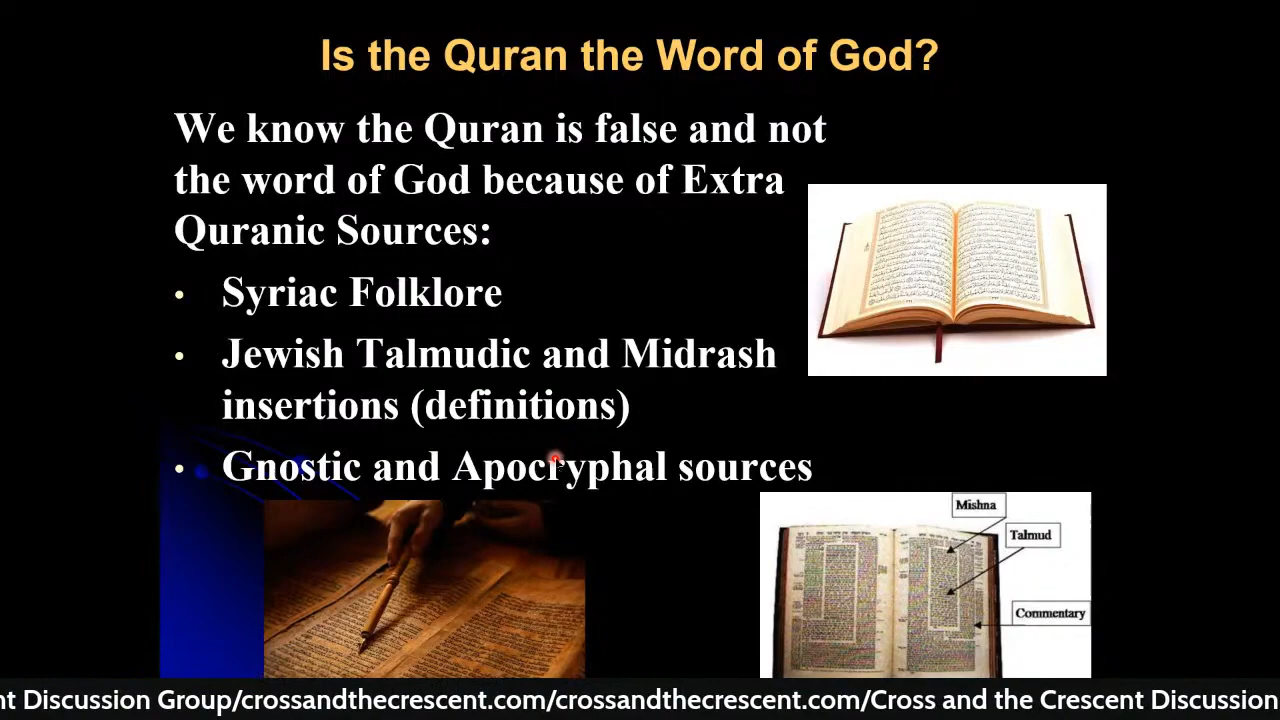 Is the Quran the Word of God?
We know the Quran is false and not
the word of God because of Extra
Quranic Sources:
• Syriac Folklore
• Jewish Talmudic and Midrash
insertions (definitions)
• Gnostic and Apocryphal sources
Mishna
Talmud
Commentary
nt Discussion Group/crossandthecrescent.com/crossandthecrescent.com/Cross and the Crescent Discussion